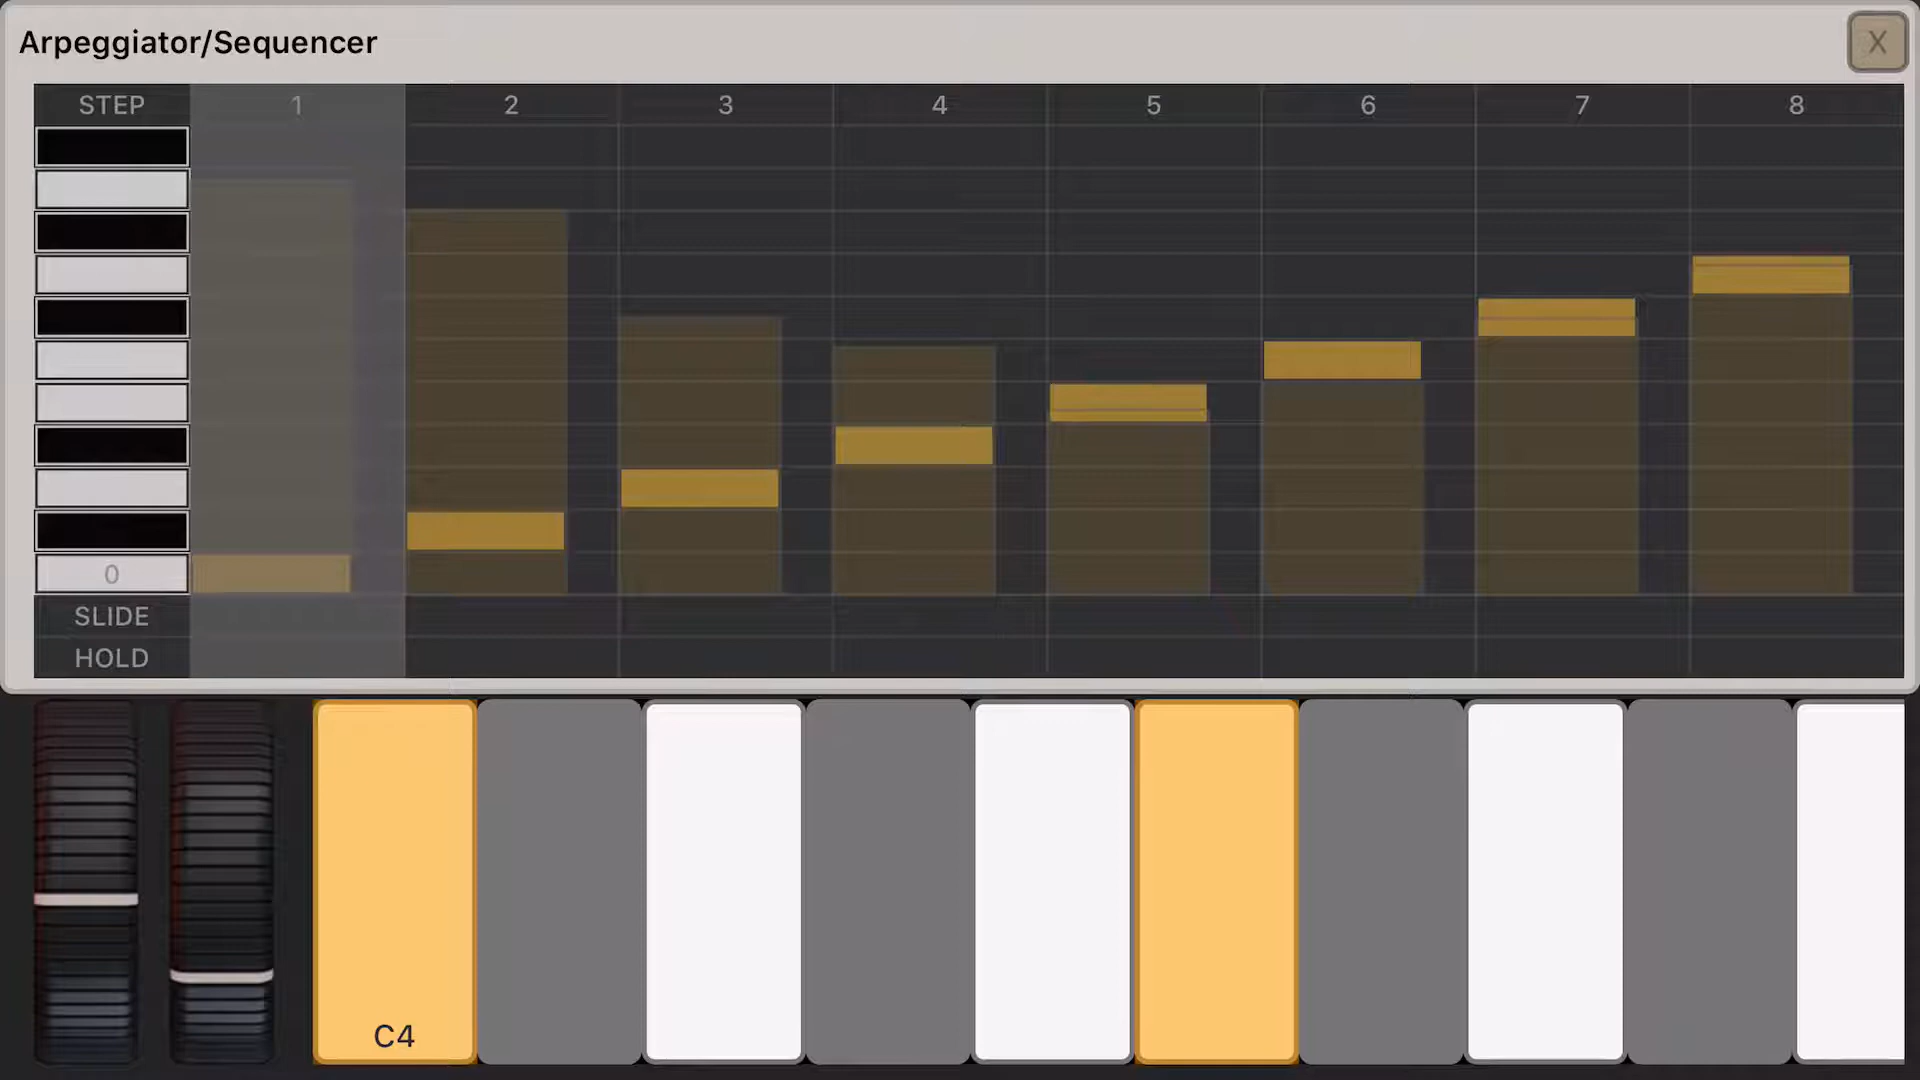 Arpeggiator/Sequencer
X
STEP 1 2 3 4 5 6 7 8
0
SLIDE
HOLD
C4